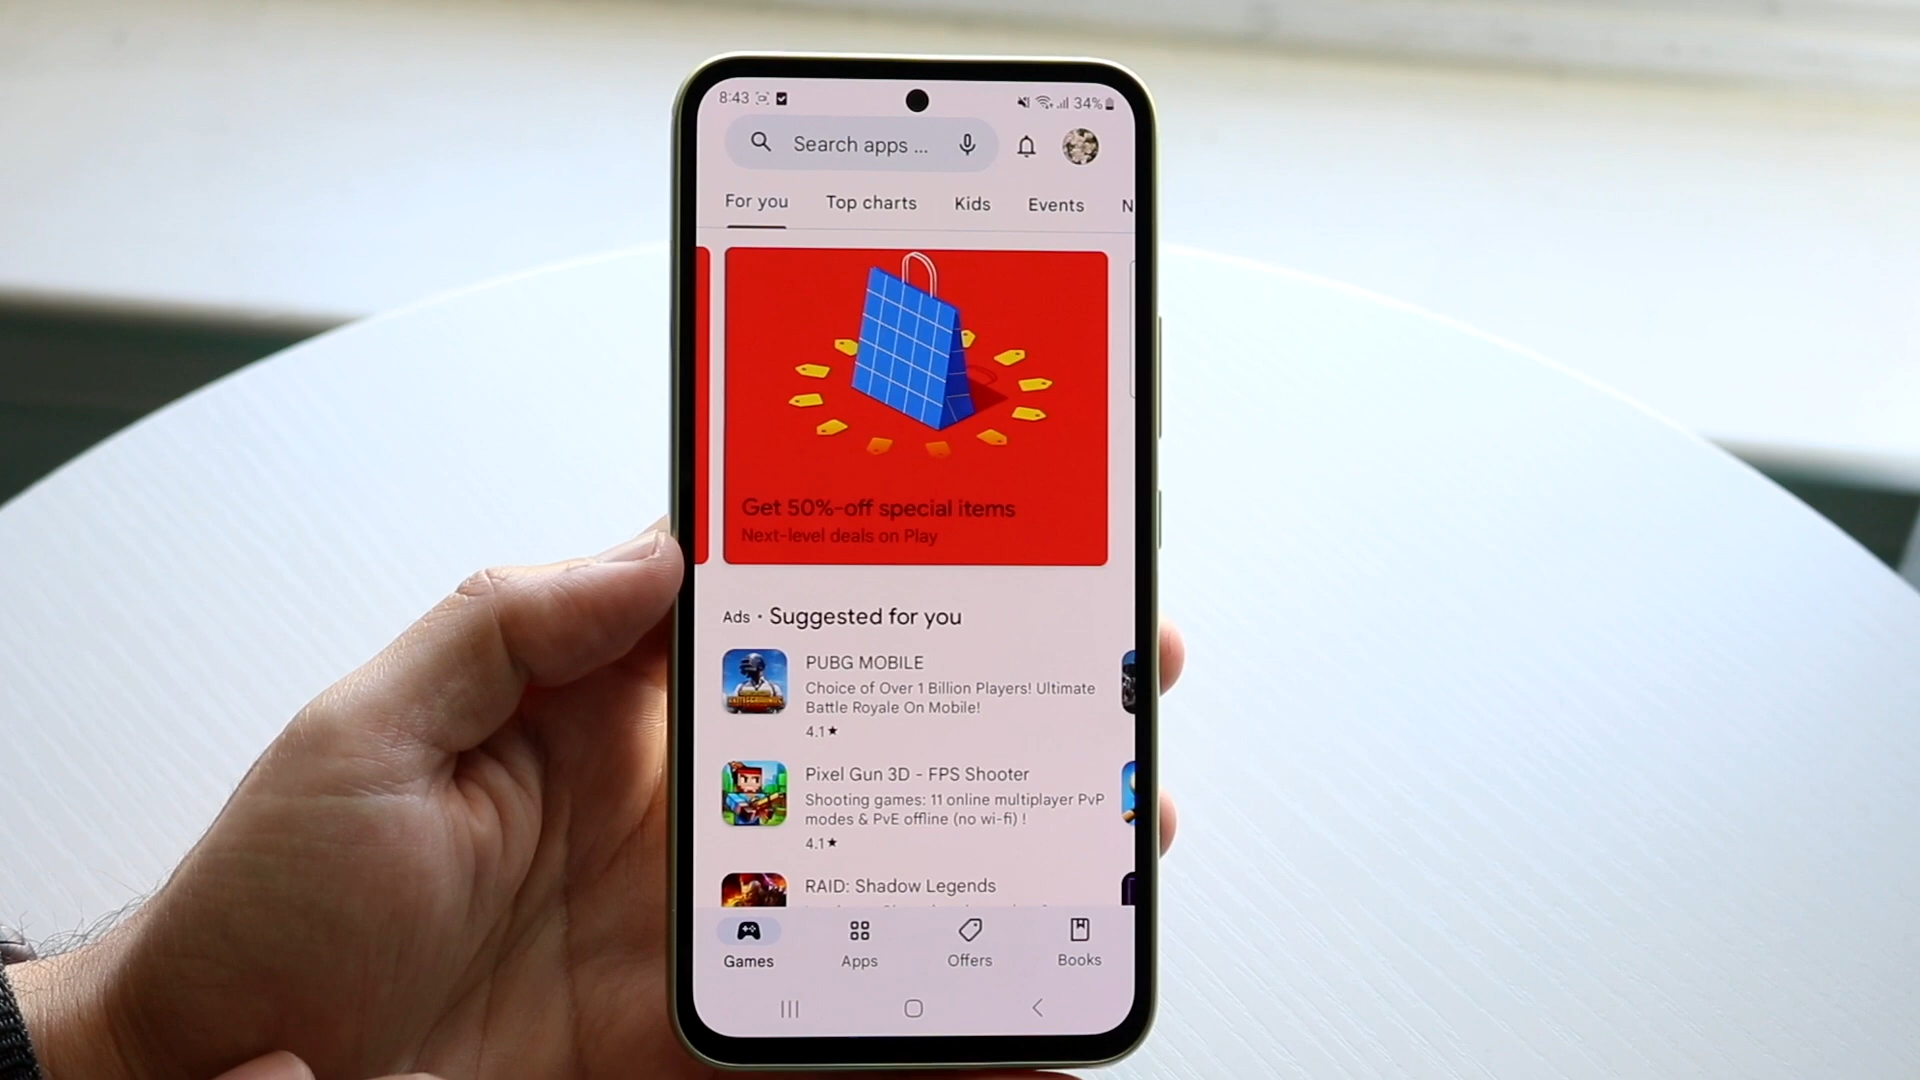 8:43
34%
Search apps ...
For you
Top charts
Kids
Events
N
Get 50%-off special items
Next-level deals on Play
Ads • Suggested for you
PUBG MOBILE
Choice of Over 1 Billion Players! Ultimate
Battle Royale On Mobile!
4.1★
Pixel Gun 3D - FPS Shooter
Shooting games: 11 online multiplayer PvP
modes & PvE offline (no wi-fi) !
4.1★
RAID: Shadow Legends
Games
Apps
Offers
Books